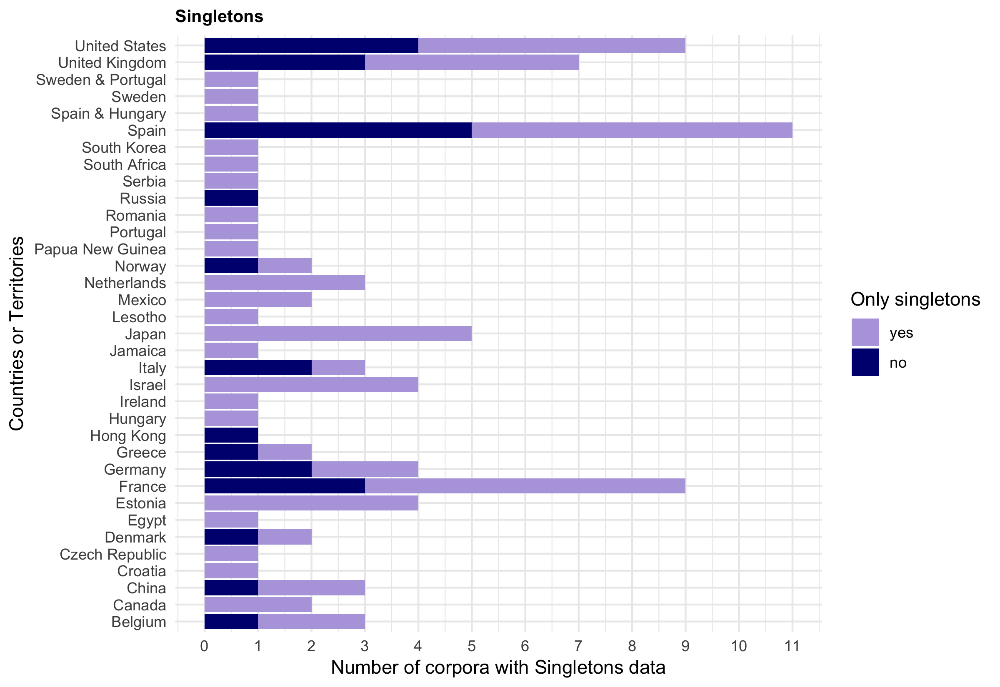 Singletons
United States
United Kingdom
Sweden & Portugal
Sweden
Spain & Hungary
Spain
South Korea
South Africa
Serbia
Russia
Romania
Portugal
Papua New Guinea
Norway
Netherlands
Mexico
Lesotho
Japan
Jamaica
Italy
Israel
Ireland
Hungary
Hong Kong
Greece
Germany
France
Estonia
Egypt
Denmark
Czech Republic
Croatia
China
Canada
Belgium
Countries or Territories
0 1 2 3 4 5 6 7 8 9 10 11
Number of corpora with Singletons data
Only singletons
yes
no